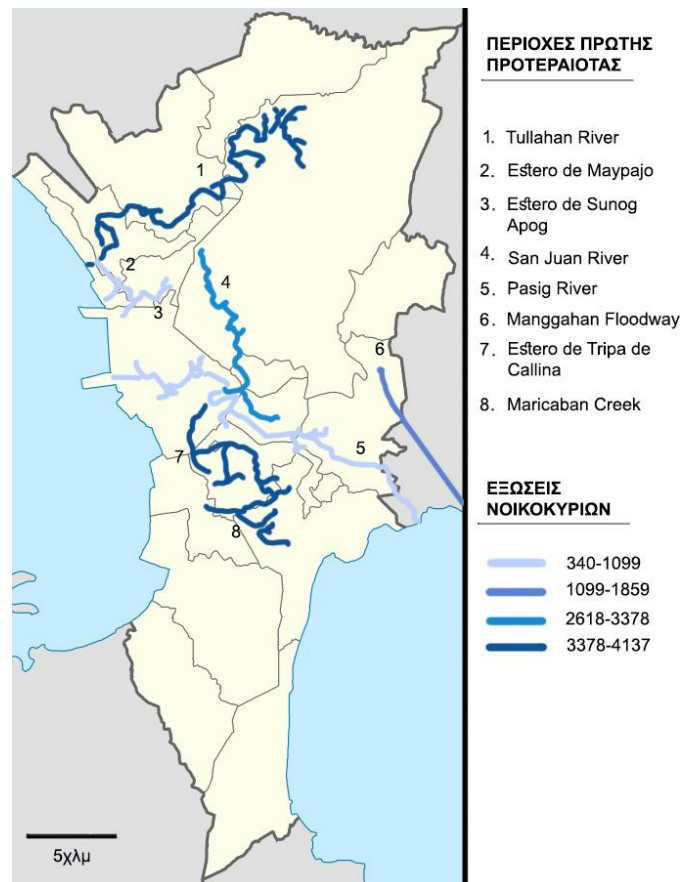 ΠΕΡΙΟΧΕΣ ΠΡΩΤΗΣ
ΠΡΟΤΕΡΑΙΟΤΑΣ
1. Tullahan River
2. Estero de Maypajo
3. Estero de Sunog
Apog
4. San Juan River
5. Pasig River
6. Manggahan Floodway
7. Estero de Tripa de
Callina
8. Maricaban Creek
ΕΞΩΣΕΙΣ
ΝΟΙΚΟΚΥΡΙΩΝ
340-1099
1099-1859
2618-3378
3378-4137
1
2
3
4
6
5
7
8
5χλμ